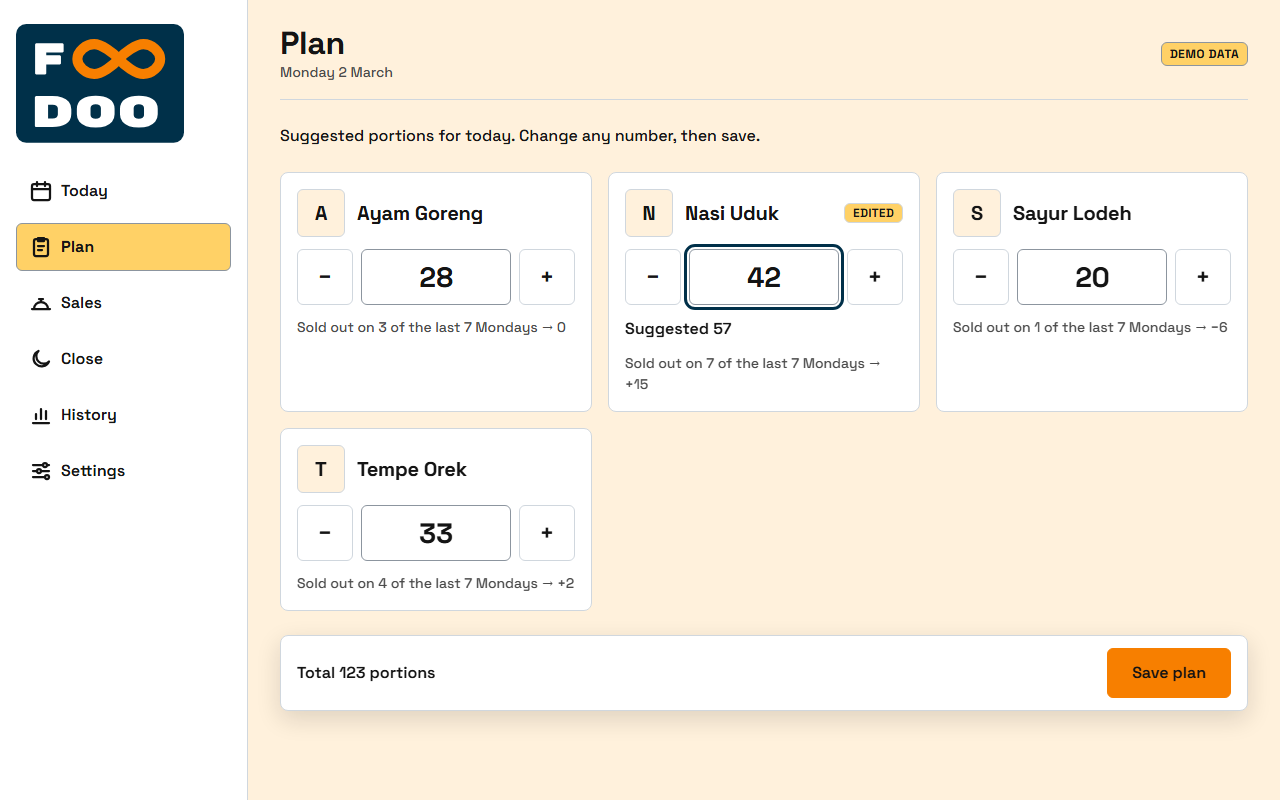 F∞
DOO
Today
Plan
Sales
Close
History
Settings
Plan
Monday 2 March
DEMO DATA
Suggested portions for today. Change any number, then save.
A Ayam Goreng
− 28 +
Sold out on 3 of the last 7 Mondays → 0
N Nasi Uduk EDITED
− 42 +
Suggested 57
Sold out on 7 of the last 7 Mondays →
+15
S Sayur Lodeh
− 20 +
Sold out on 1 of the last 7 Mondays → −6
T Tempe Orek
− 33 +
Sold out on 4 of the last 7 Mondays → +2
Total 123 portions
Save plan